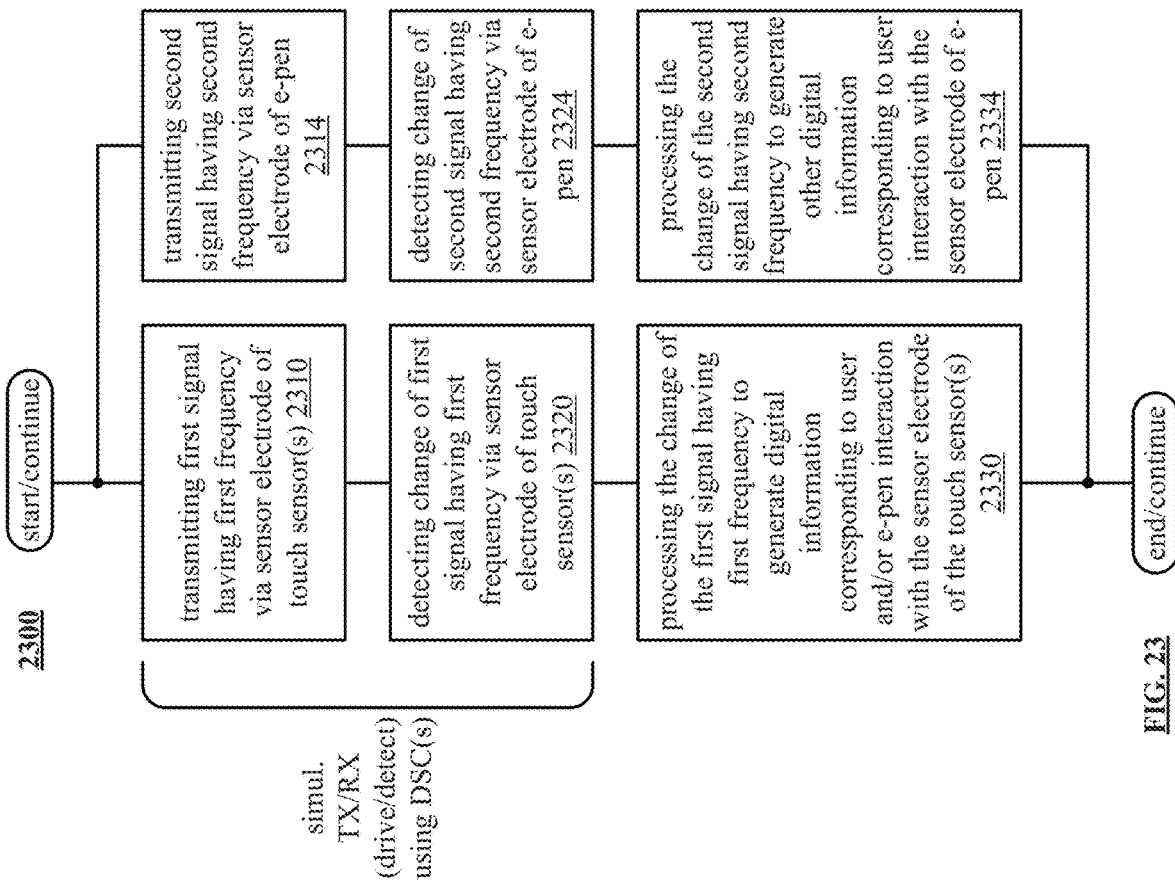 2300
start/continue
transmitting first signal
having first frequency
via sensor electrode of
touch sensor(s) 2310
transmitting second
signal having second
frequency via sensor
electrode of e-pen
2314
simul.
TX/RX
(drive/detect)
using DSC(s)
detecting change of first
signal having first
frequency via sensor
electrode of touch
sensor(s) 2320
detecting change of
second signal having
second frequency via
sensor electrode of e-
pen 2324
processing the change of
the first signal having
first frequency to
generate digital
information
corresponding to user
and/or e-pen interaction
with the sensor electrode
of the touch sensor(s)
2330
processing the
change of the second
signal having second
frequency to generate
other digital
information
corresponding to user
interaction with the
sensor electrode of e-
pen 2334
end/continue
FIG. 23